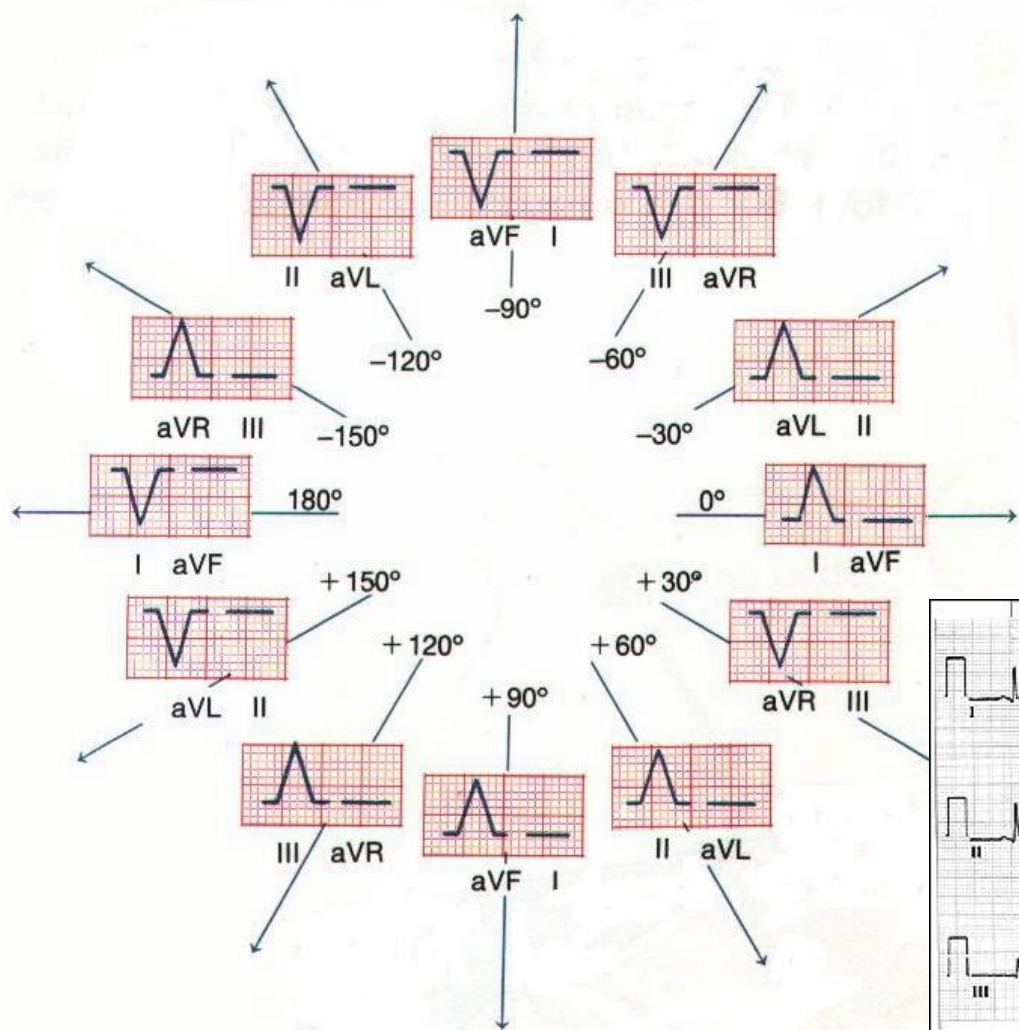 aVF I
-90°
II aVL
-120°
III aVR
-60°
aVR III
-150°
aVL II
-30°
I aVF
180°
0°
I aVF
aVL II
+150°
+30°
aVR III
III aVR
+120°
+60°
II aVL
+90°
aVF I
I
II
III